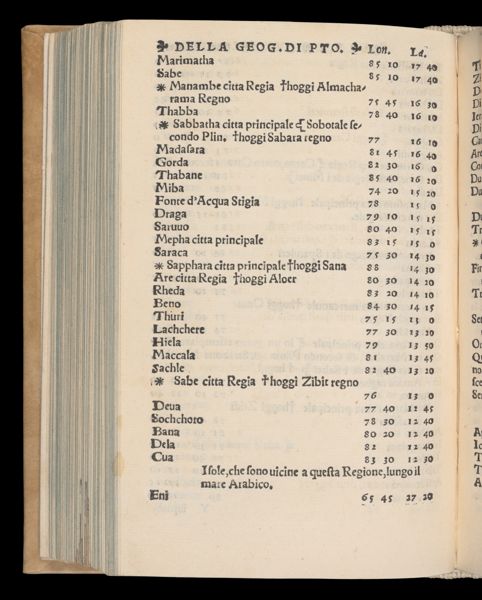 DELLA GEOG. DI PTO. Lon. La.
Marimatha 85 10 17 40
Sabe 85 10 17 40
* Manambe citta Regia †hoggi Almacha-
rama Regno 75 45 16 30
Thabba 78 40 16 10
* Sabbatha citta principale & Sobotale se-
condo Plin. †hoggi Sabara regno 77 16 10
Madasara 81 45 16 40
Gorda 82 30 16 0
Thabane 85 40 16 20
Miba 74 20 15 20
Fonte d'Acqua Stigia 78 15 0
Draga 79 10 15 15
Saruuo 80 40 15 15
Mepha citta principale 83 15 15 0
Saraca 75 30 14 30
* Sapphara citta principale †hoggi Sana 88 14 30
Are citta Regia †hoggi Aloer 80 30 14 20
Rheda 83 20 14 10
Beno 84 30 14 15
Thuri 75 15 13 0
Lachchere 77 30 13 20
Hiela 79 13 50
Maccala 81 13 45
Sachle 82 40 13 20
* Sabe citta Regia †hoggi Zibit regno
76 13 0
Deua 77 40 12 45
Sochchoro 78 30 12 40
Bana 80 20 12 40
Dela 82 12 40
Cua 83 30 12 30
Isole, che sono uicine a questa Regione, lungo il
mare Arabico.
Eni 65 45 27 20